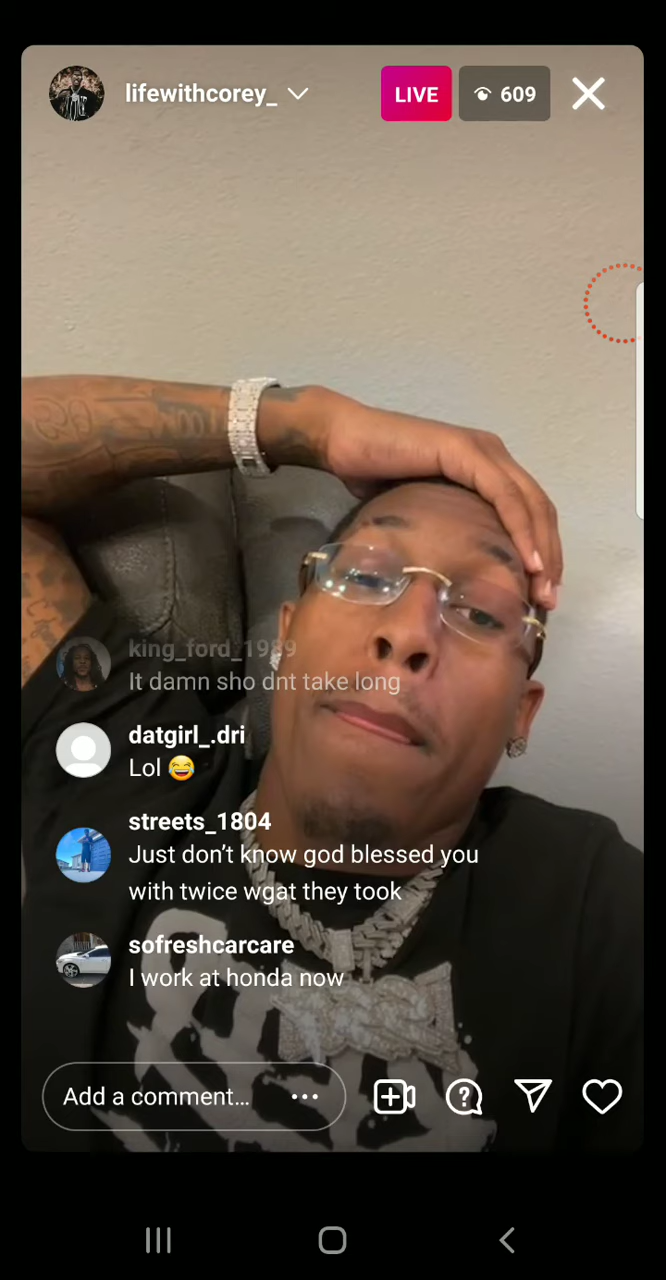 lifewithcorey_
LIVE
609
king_ford_1989
It damn sho dnt take long
datgirl_.dri
Lol 😂
streets_1804
Just don't know god blessed you
with twice wgat they took
sofreshcarcare
I work at honda now
Add a comment...